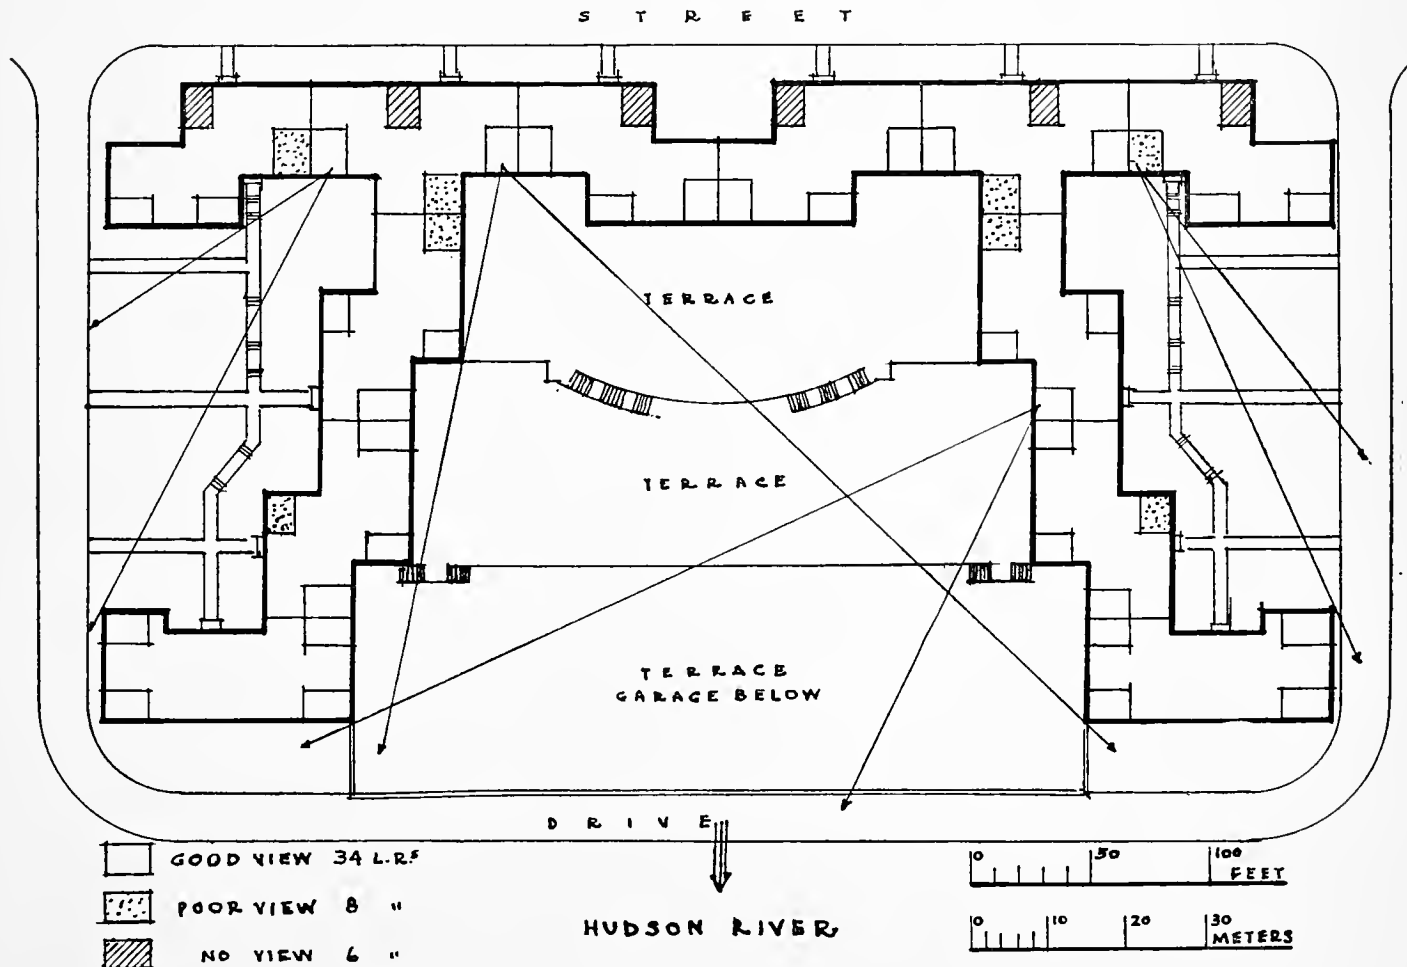 STREET
TERRACE
TERRACE
TERRACE
GARAGE BELOW
DRIVE
GOOD VIEW 34 L.RS
POOR VIEW 8 "
NO VIEW 6 "
HUDSON RIVER
0 50 100
FEET
0 10 20 30
METERS